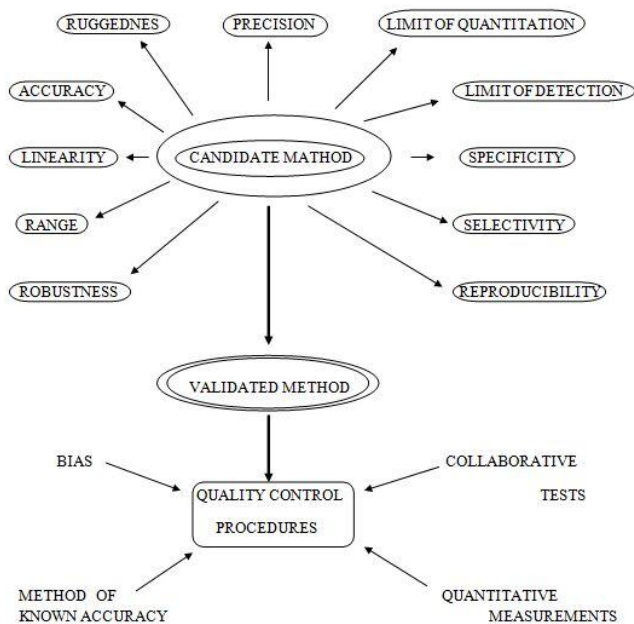 RUGGEDNES
PRECISION
LIMIT OF QUANTITATION
ACCURACY
LIMIT OF DETECTION
LINEARITY
CANDIDATE MATHOD
SPECIFICITY
RANGE
SELECTIVITY
ROBUSTNESS
REPRODUCIBILITY
VALIDATED METHOD
BIAS
COLLABORATIVE
TESTS
QUALITY CONTROL
PROCEDURES
METHOD OF
KNOWN ACCURACY
QUANTITATIVE
MEASUREMENTS